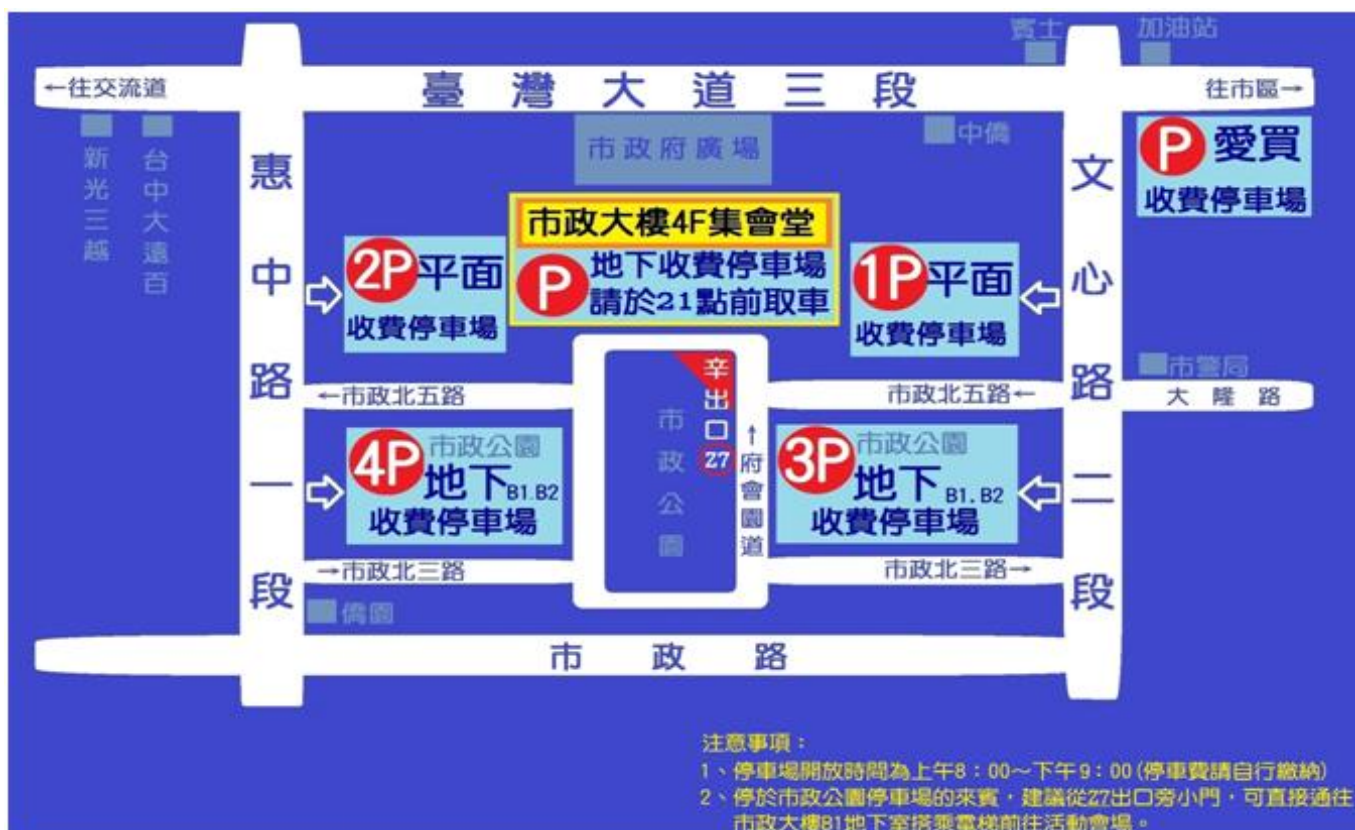 賓士
加油站
←往交流道
臺灣大道三段
往市區→
新光三越
台中大遠百
惠中路一段
市政府廣場
中僑
文心路二段
P 愛買
收費停車場
市政大樓4F集會堂
P 地下收費停車場
請於21點前取車
2P平面
收費停車場
1P平面
收費停車場
市警局
大隆路
←市政北五路
市政北五路←
辛出口Z7
市政公園
↑府會園道
4P 市政公園
地下B1.B2
收費停車場
3P 市政公園
地下B1.B2
收費停車場
→市政北三路
市政北三路→
僑園
市政路
注意事項：
1、停車場開放時間為上午8：00～下午9：00(停車費請自行繳納)
2、停於市政公園停車場的來賓，建議從Z7出口旁小門，可直接通往
市政大樓B1地下室搭乘電梯前往活動會場。